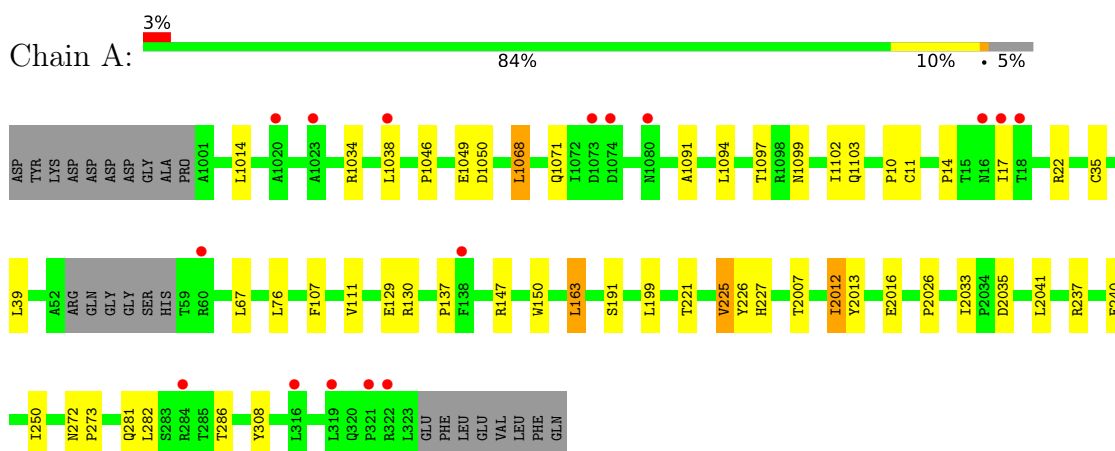 3%
Chain A:
84% 10% • 5%
ASP TYR LYS ASP ASP ASP ASP GLY ALA PRO A1001 L1014 A1020 A1023 R1034 L1038 P1046 E1049 D1050 L1068 Q1071 I1072 D1073 D1074 N1080 A1091 L1094 T1097 R1098 N1099 I1102 Q1103 P10 C11 P14 T15 N16 I17 T18 R22 C35
L39 A52 ARG GLN GLY GLY SER HIS T59 R60 L67 L76 F107 V111 E129 R130 P137 F138 R147 W150 L163 S191 L199 T221 V225 Y226 H227 T2007 I2012 Y2013 E2016 P2026 I2033 P2034 D2035 L2041 R237
I250 N272 P273 Q281 L282 S283 R284 T285 T286 Y308 L316 L319 Q320 P321 R322 L323 GLU PHE LEU GLU VAL LEU PHE GLN